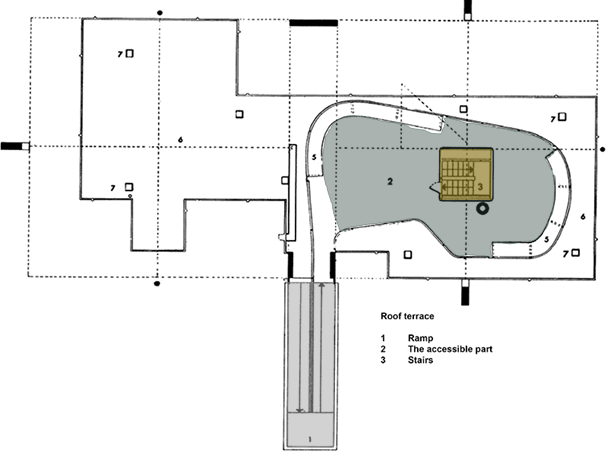 7
7
6
5
2
3
7
6
5
7
Roof terrace
1 Ramp
2 The accessible part
3 Stairs
1